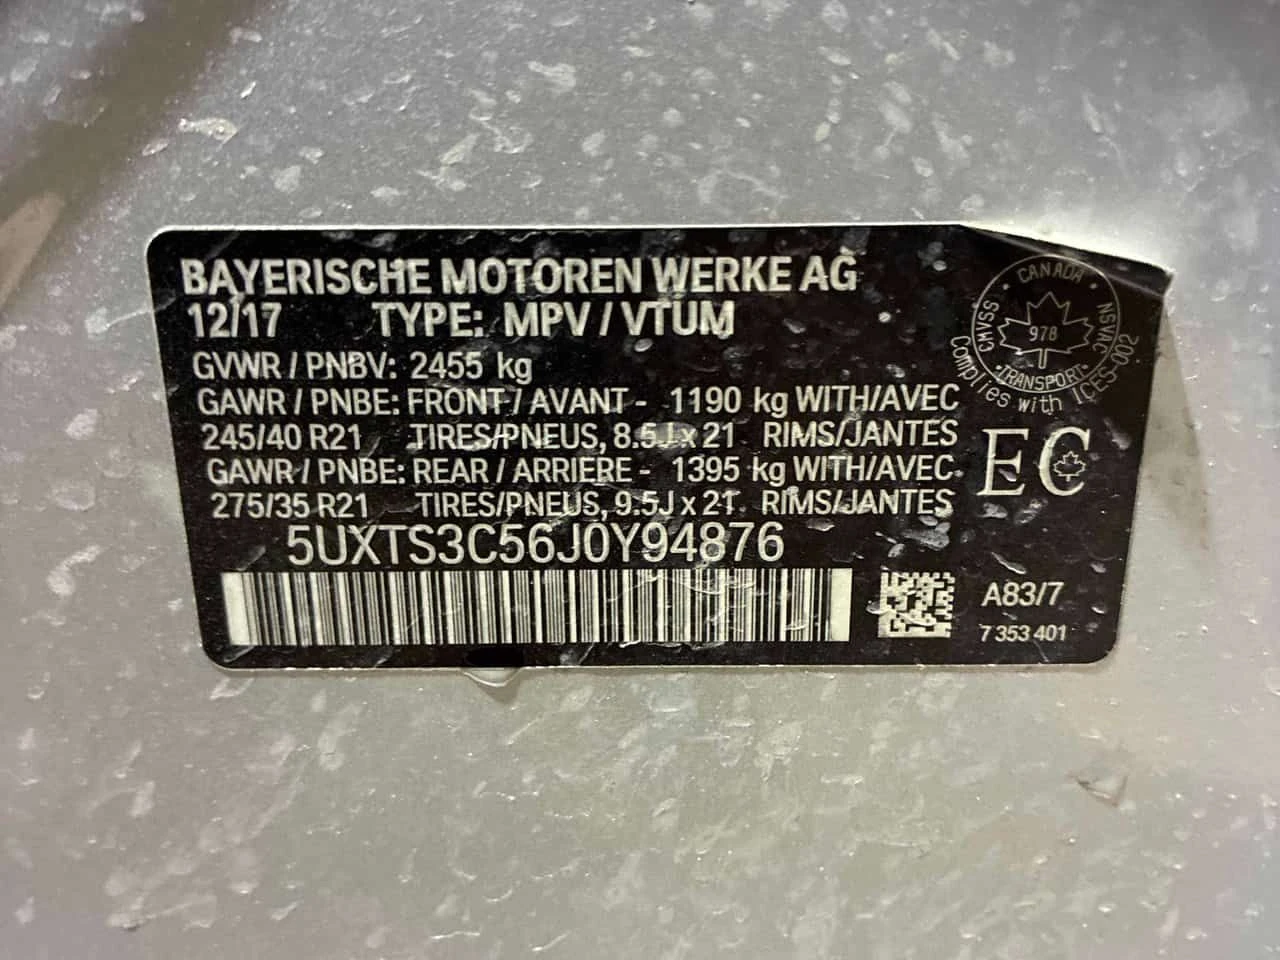 BAYERISCHE MOTOREN WERKE AG
12/17 TYPE: MPV / VTUM
GVWR / PNBV: 2455 kg
GAWR / PNBE: FRONT / AVANT - 1190 kg WITH/AVEC
245/40 R21 TIRES/PNEUS, 8.5J x 21 RIMS/JANTES
GAWR / PNBE: REAR / ARRIERE - 1395 kg WITH/AVEC
275/35 R21 TIRES/PNEUS, 9.5J x 21 RIMS/JANTES
5UXTS3C56J0Y94876
CANADA
CMVSS
978
NSVAC
TRANSPORT
Complies with ICES-002
EC
A83/7
7 353 401